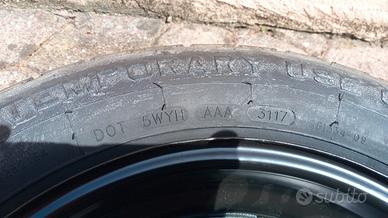 TEMPORARY USE
DOT 5WYH AAA 3117
subito